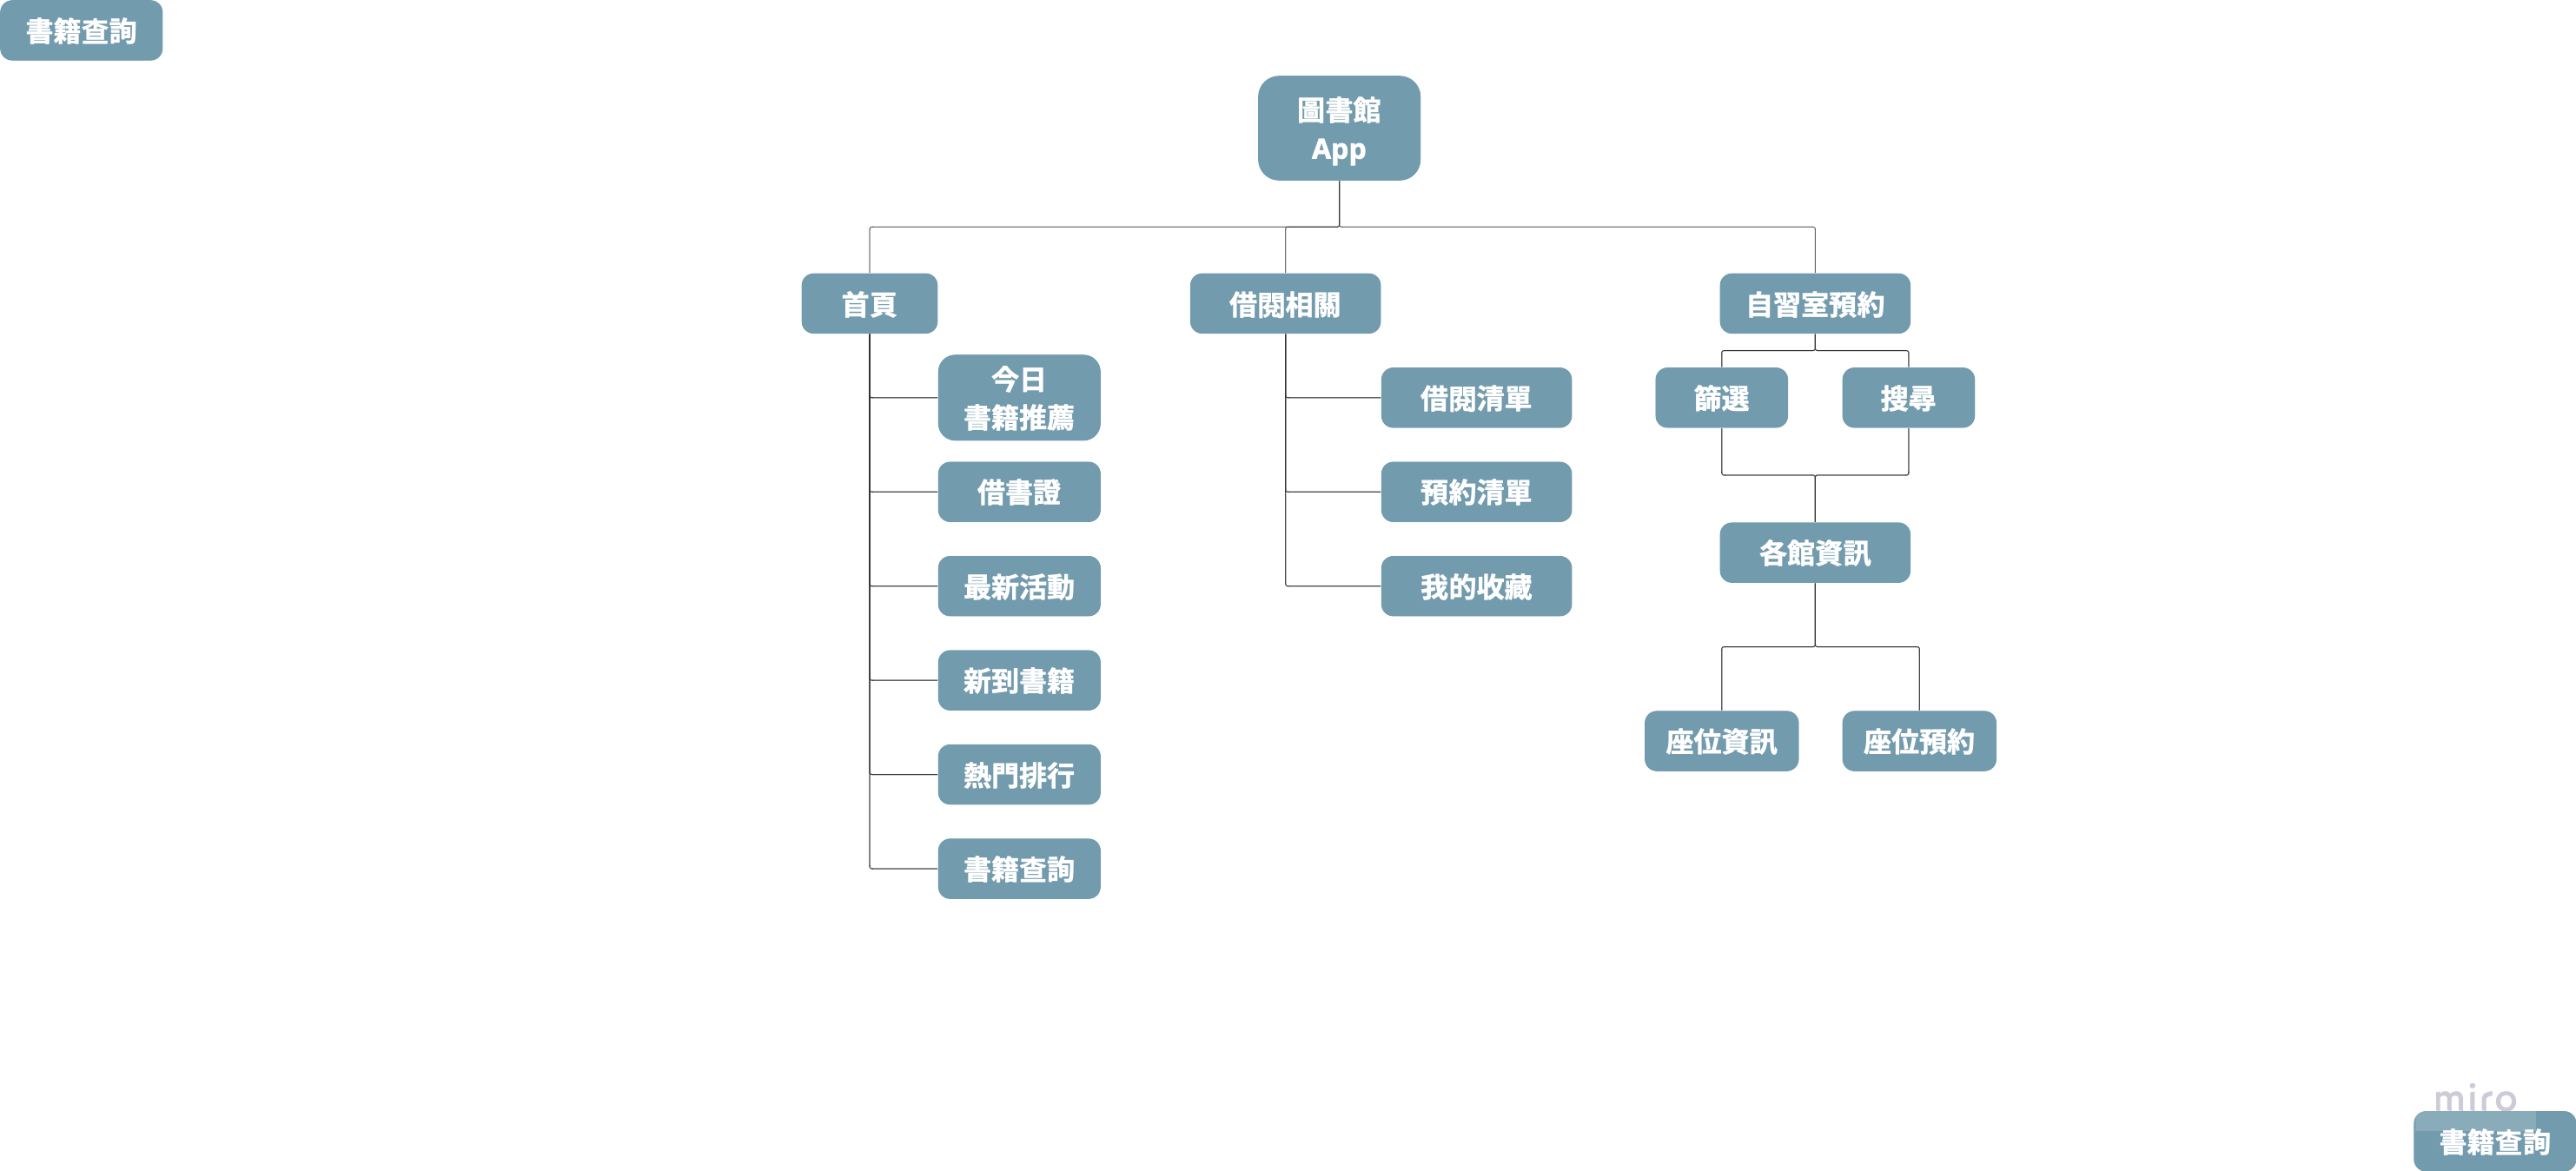 書籍查詢
圖書館
App
首頁
借閱相關
自習室預約
今日
書籍推薦
借書證
最新活動
新到書籍
熱門排行
書籍查詢
借閱清單
預約清單
我的收藏
篩選
搜尋
各館資訊
座位資訊
座位預約
miro
書籍查詢